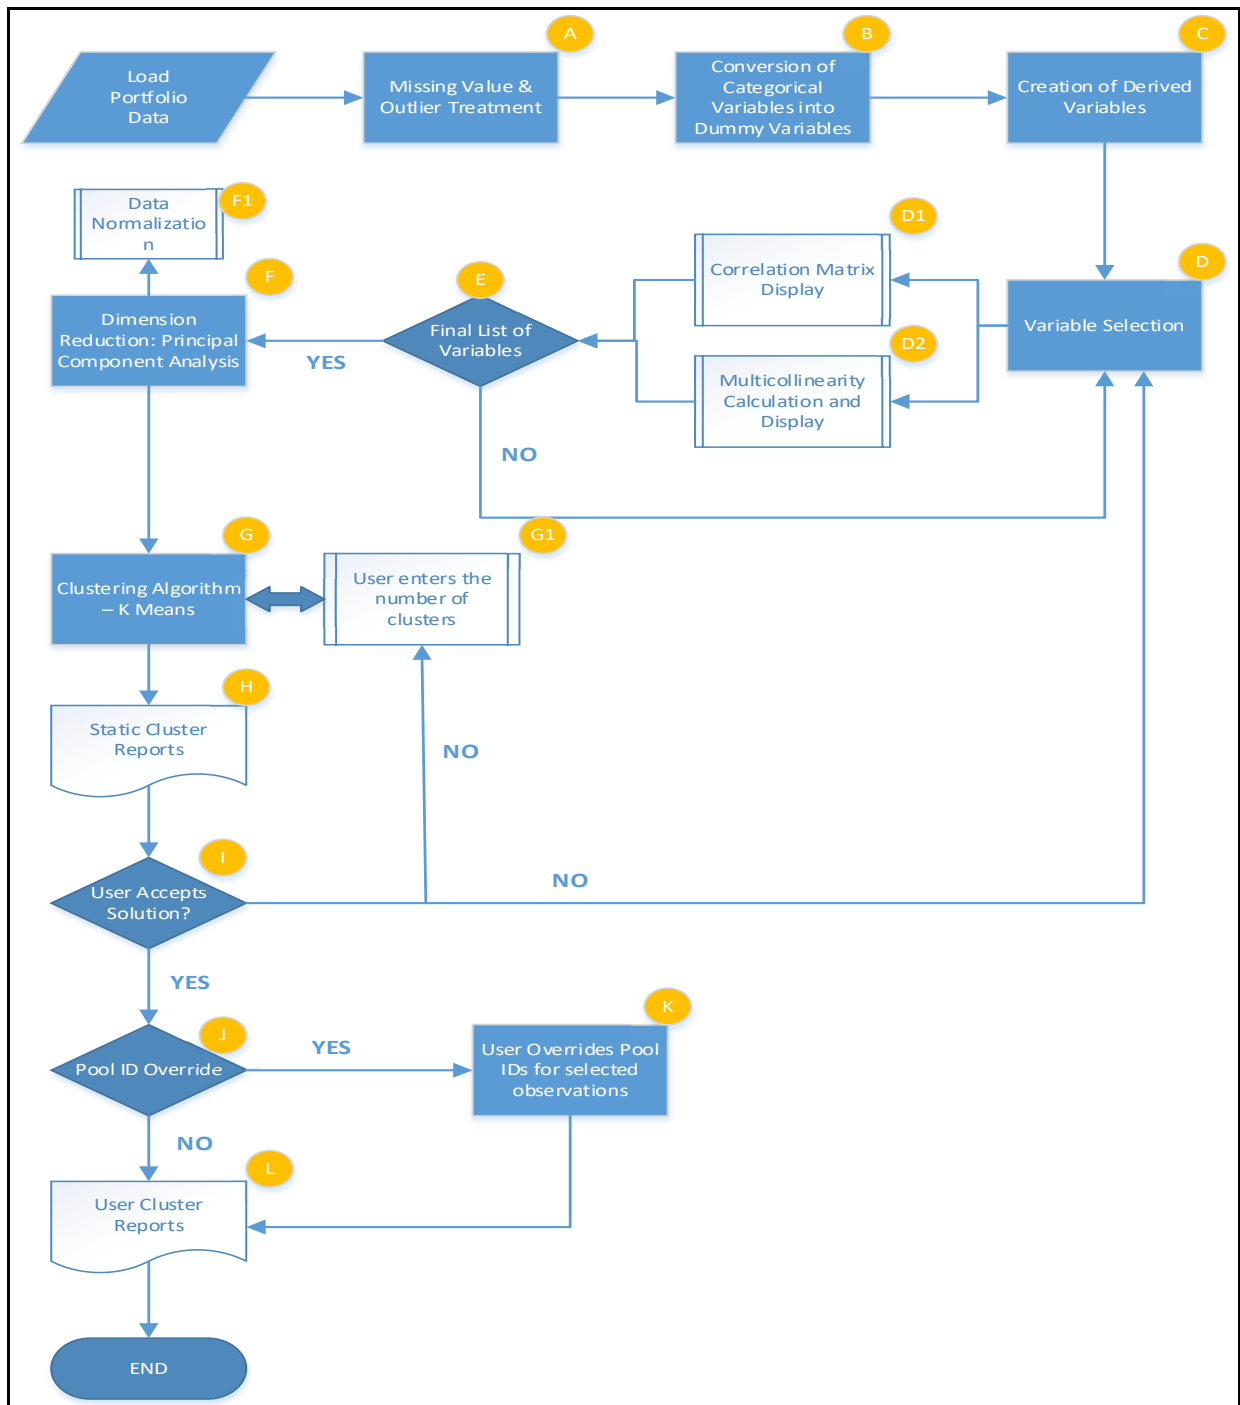 A
B
C
Load
Portfolio
Data
Missing Value &
Outlier Treatment
Conversion of
Categorical
Variables into
Dummy Variables
Creation of Derived
Variables
F1
Data
Normalizatio
n
D1
Correlation Matrix
Display
D
Variable Selection
F
Dimension
Reduction: Principal
Component Analysis
E
Final List of
Variables
YES
D2
Multicollinearity
Calculation and
Display
NO
G
Clustering Algorithm
– K Means
G1
User enters the
number of
clusters
H
Static Cluster
Reports
NO
I
User Accepts
Solution?
NO
YES
J
Pool ID Override
YES
K
User Overrides Pool
IDs for selected
observations
NO
L
User Cluster
Reports
END